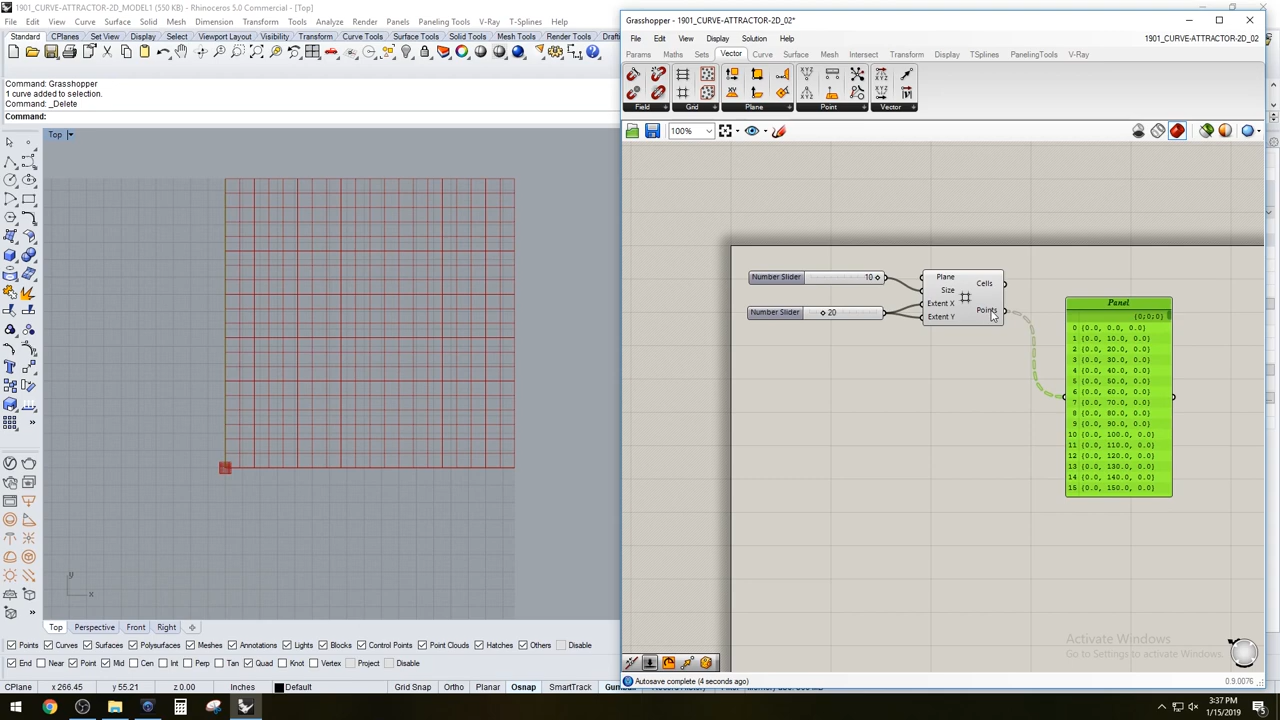 1901_CURVE-ATTRACTOR-2D_MODEL1 (550 KB) - Rhinoceros 5.0 Commercial - [Top]
File Edit View Curve Surface Solid Mesh Dimension Transform Tools Analyze Render Panels Paneling Tools V-Ray T-Splines Help
Standard CPlanes Set View Display Select Viewport Layout Visibility Transform Curve Tools Surface Tools Solid Tools Mesh Tools Render Tools
Command: Grasshopper
1 curve added to selection.
Command: _Delete
Command:
Top
y
x
Top Perspective Front Right
Points Curves Surfaces Polysurfaces Meshes Annotations Lights Blocks Control Points Point Clouds Hatches Others Disable
End Near Point Mid Cen Int Perp Tan Quad Knot Vertex Project Disable
CPlane x 266.45 y 55.21 z 0.00 Inches Default Grid Snap Ortho Planar Osnap SmartTrack
Grasshopper - 1901_CURVE-ATTRACTOR-2D_02*
File Edit View Display Solution Help
1901_CURVE-ATTRACTOR-2D_02
Params Maths Sets Vector Curve Surface Mesh Intersect Transform Display TSplines PanelingTools V-Ray
Field Grid Plane Point Vector
100%
Number Slider 10
Number Slider 20
Plane
Size
Extent X
Extent Y
Cells
Points
Panel
{0;0;0}
0 {0.0, 0.0, 0.0}
1 {0.0, 10.0, 0.0}
2 {0.0, 20.0, 0.0}
3 {0.0, 30.0, 0.0}
4 {0.0, 40.0, 0.0}
5 {0.0, 50.0, 0.0}
6 {0.0, 60.0, 0.0}
7 {0.0, 70.0, 0.0}
8 {0.0, 80.0, 0.0}
9 {0.0, 90.0, 0.0}
10 {0.0, 100.0, 0.0}
11 {0.0, 110.0, 0.0}
12 {0.0, 120.0, 0.0}
13 {0.0, 130.0, 0.0}
14 {0.0, 140.0, 0.0}
15 {0.0, 150.0, 0.0}
Activate Windows
Go to Settings to activate Windows.
Autosave complete (4 seconds ago)
0.9.0076
3:37 PM
1/15/2019
5